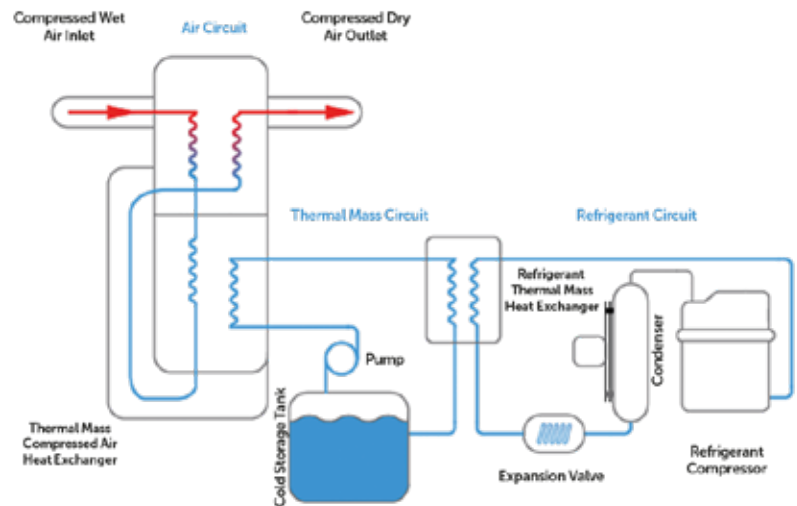 Compressed Wet
Air Inlet
Air Circuit
Compressed Dry
Air Outlet
Thermal Mass Circuit
Refrigerant Circuit
Refrigerant
Thermal Mass
Heat Exchanger
Condenser
Pump
Cold Storage Tank
Thermal Mass
Compressed Air
Heat Exchanger
Expansion Valve
Refrigerant
Compressor